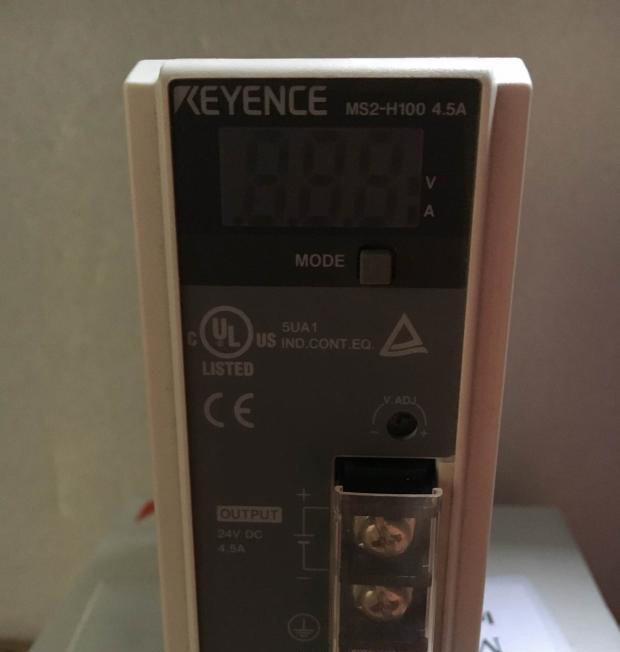 KEYENCE MS2-H100 4.5A
V
A
MODE
C UL US 5UA1
IND.CONT.EQ.
LISTED
CE
V.ADJ
- +
+
OUTPUT
24V DC
4.5A
-